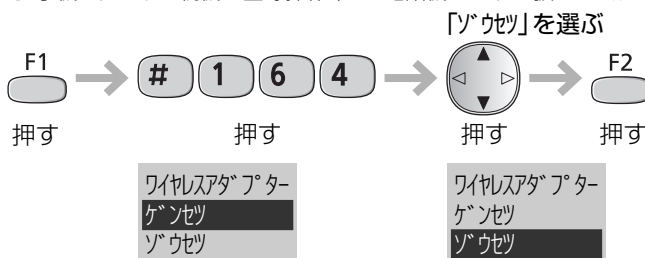 「ゾウセツ」を選ぶ
F1
# 1 6 4
F2
押す
押す
押す
押す
ワイヤレスアダプター
ゲンセツ
ゾウセツ
ワイヤレスアダプター
ゲンセツ
ゾウセツ